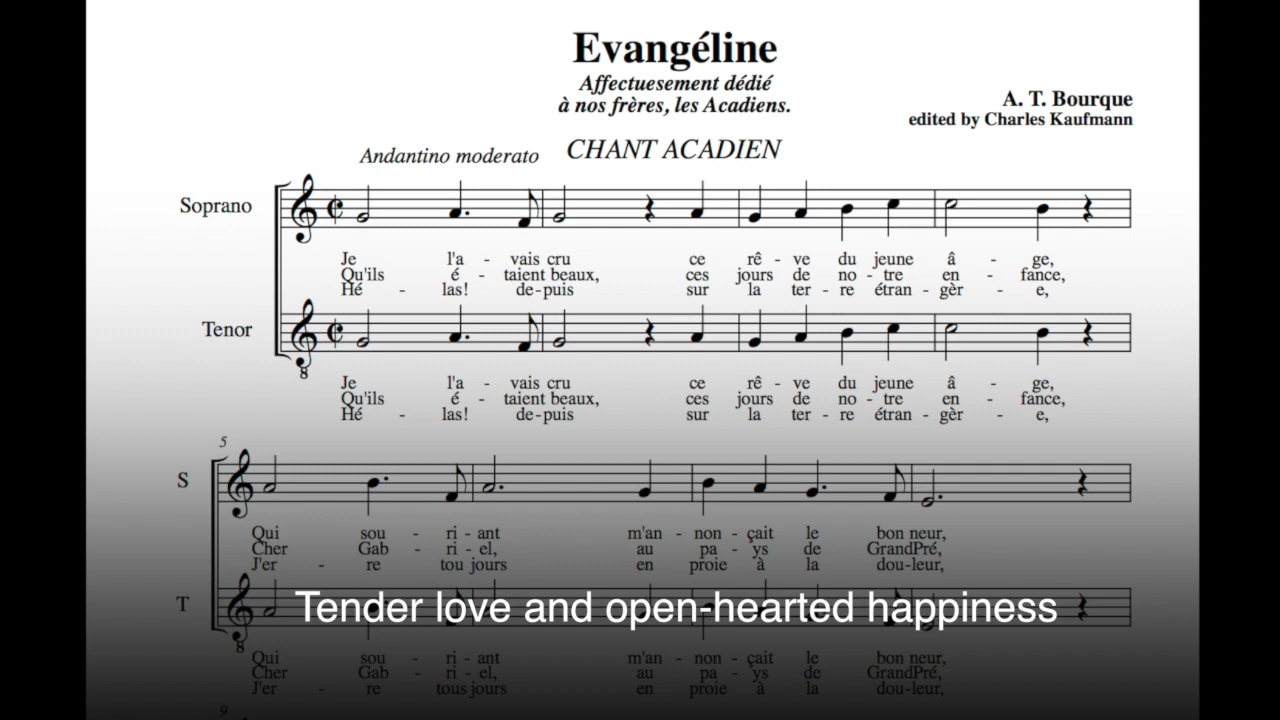 Evangéline
Affectuesement dédié
à nos frères, les Acadiens.
A. T. Bourque
edited by Charles Kaufmann
Andantino moderato
CHANT ACADIEN
Soprano
Je l'a - vais cru ce rê - ve du jeune â - ge,
Qu'ils é - taient beaux, ces jours de no - tre en - fance,
Hé - las! de-puis sur la ter - re étran - gèr - e,
Tenor
8
Je l'a - vais cru ce rê - ve du jeune â - ge,
Qu'ils é - taient beaux, ces jours de no - tre en - fance,
Hé - las! de-puis sur la ter - re étran - gèr - e,
5
S
Qui sou - ri - ant m'an - non - çait le bon neur,
Cher Gab - ri - el, au pa - ys de GrandPré,
J'er - re tou jours en proie à la dou-leur,
T
Tender love and open-hearted happiness
8
Qui sou - ri - ant m'an - non - çait le bon neur,
Cher Gab - ri - el, au pa - ys de GrandPré,
J'er - re tous jours en proie à la dou-leur,
9